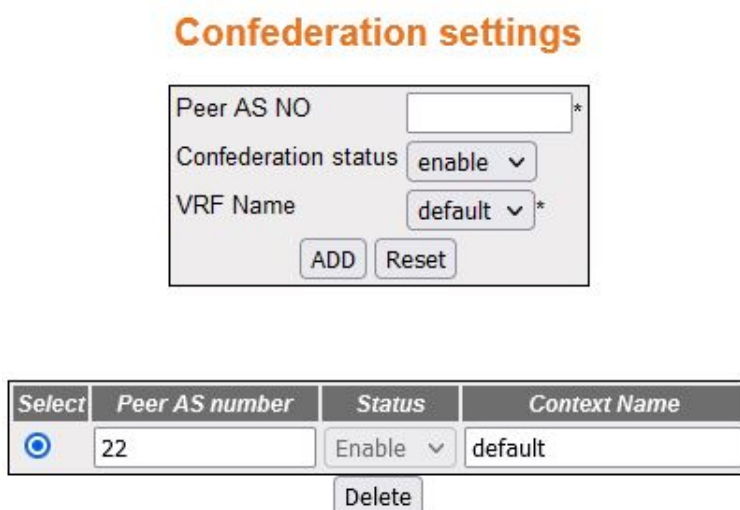 Confederation settings
Peer AS NO *
Confederation status enable
VRF Name default *
ADD Reset
Select Peer AS number Status Context Name
22 Enable default
Delete